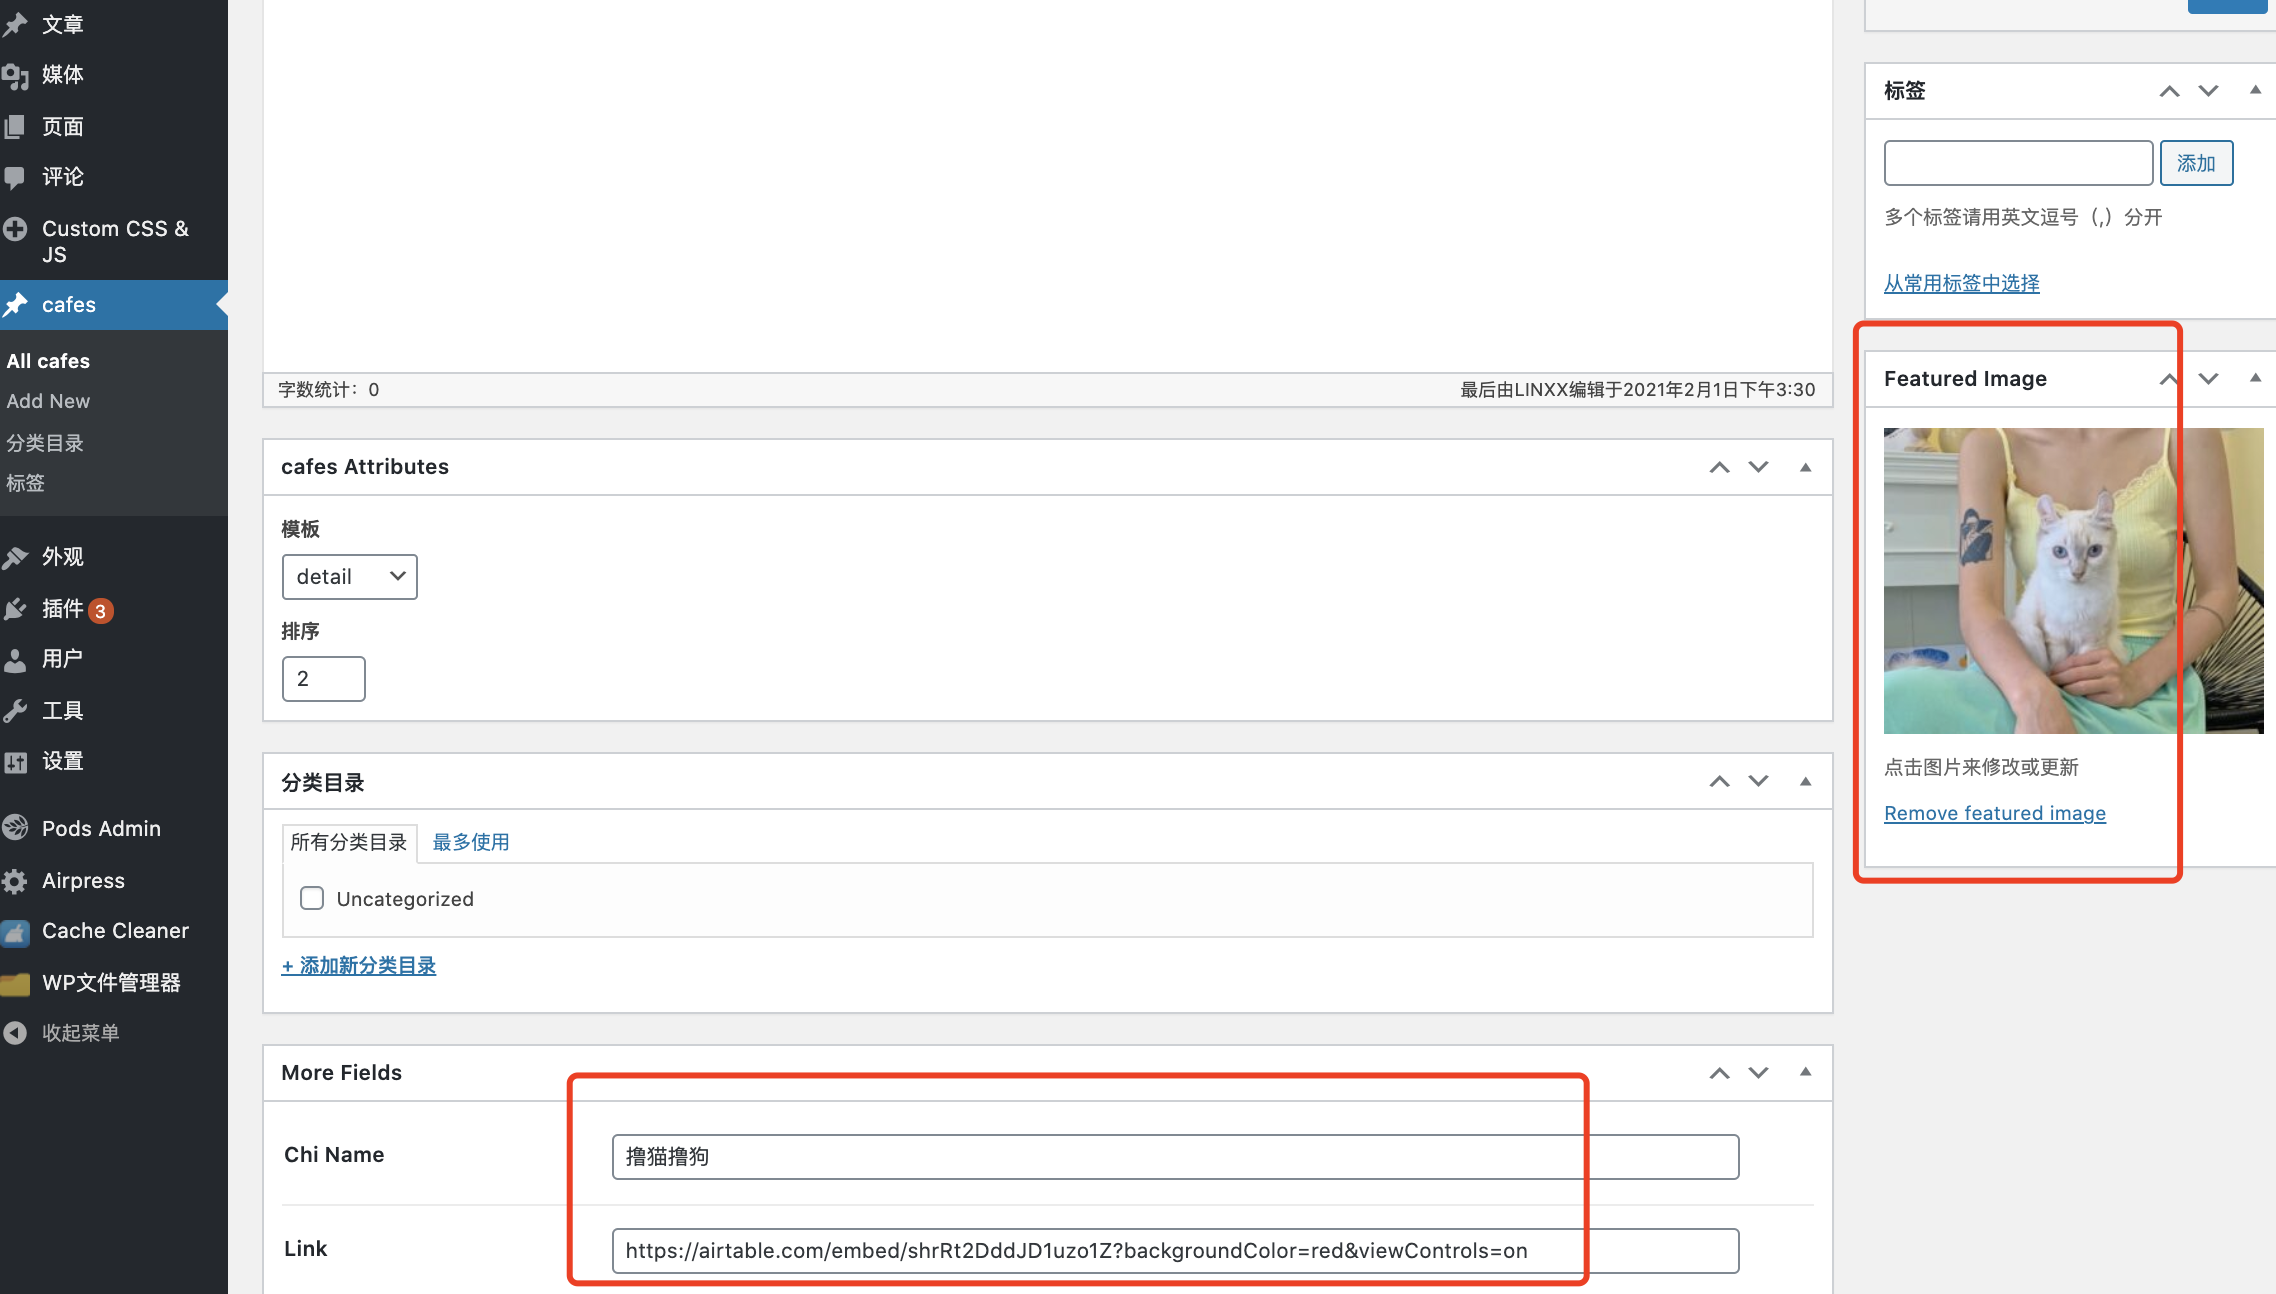 文章
媒体
页面
评论
Custom CSS &
JS
cafes
All cafes
Add New
分类目录
标签
外观
插件 3
用户
工具
设置
Pods Admin
Airpress
Cache Cleaner
WP文件管理器
收起菜单
字数统计：0
最后由LINXX编辑于2021年2月1日下午3:30
cafes Attributes
模板
detail
排序
2
分类目录
所有分类目录
最多使用
Uncategorized
+ 添加新分类目录
More Fields
Chi Name
撸猫撸狗
Link
https://airtable.com/embed/shrRt2DddJD1uzo1Z?backgroundColor=red&viewControls=on
标签
添加
多个标签请用英文逗号（,）分开
从常用标签中选择
Featured Image
点击图片来修改或更新
Remove featured image